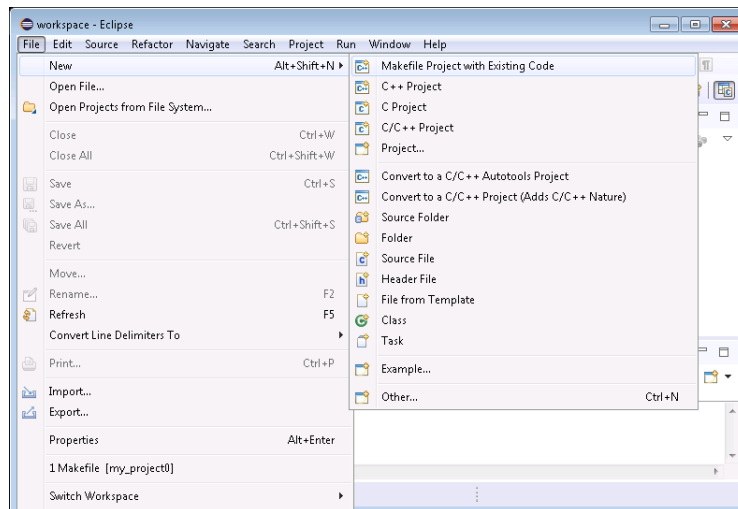 workspace - Eclipse
File Edit Source Refactor Navigate Search Project Run Window Help
New Alt+Shift+N
Open File...
Open Projects from File System...
Close Ctrl+W
Close All Ctrl+Shift+W
Save Ctrl+S
Save As...
Save All Ctrl+Shift+S
Revert
Move...
Rename... F2
Refresh F5
Convert Line Delimiters To
Print... Ctrl+P
Import...
Export...
Properties Alt+Enter
1 Makefile [my_project0]
Switch Workspace
Makefile Project with Existing Code
C++ Project
C Project
C/C++ Project
Project...
Convert to a C/C++ Autotools Project
Convert to a C/C++ Project (Adds C/C++ Nature)
Source Folder
Folder
Source File
Header File
File from Template
Class
Task
Example...
Other... Ctrl+N